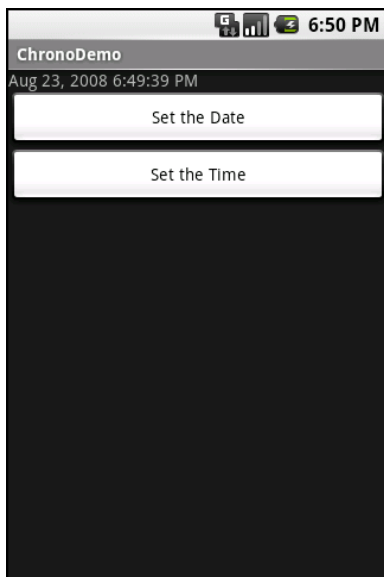 G
6:50 PM
ChronoDemo
Aug 23, 2008 6:49:39 PM
Set the Date
Set the Time